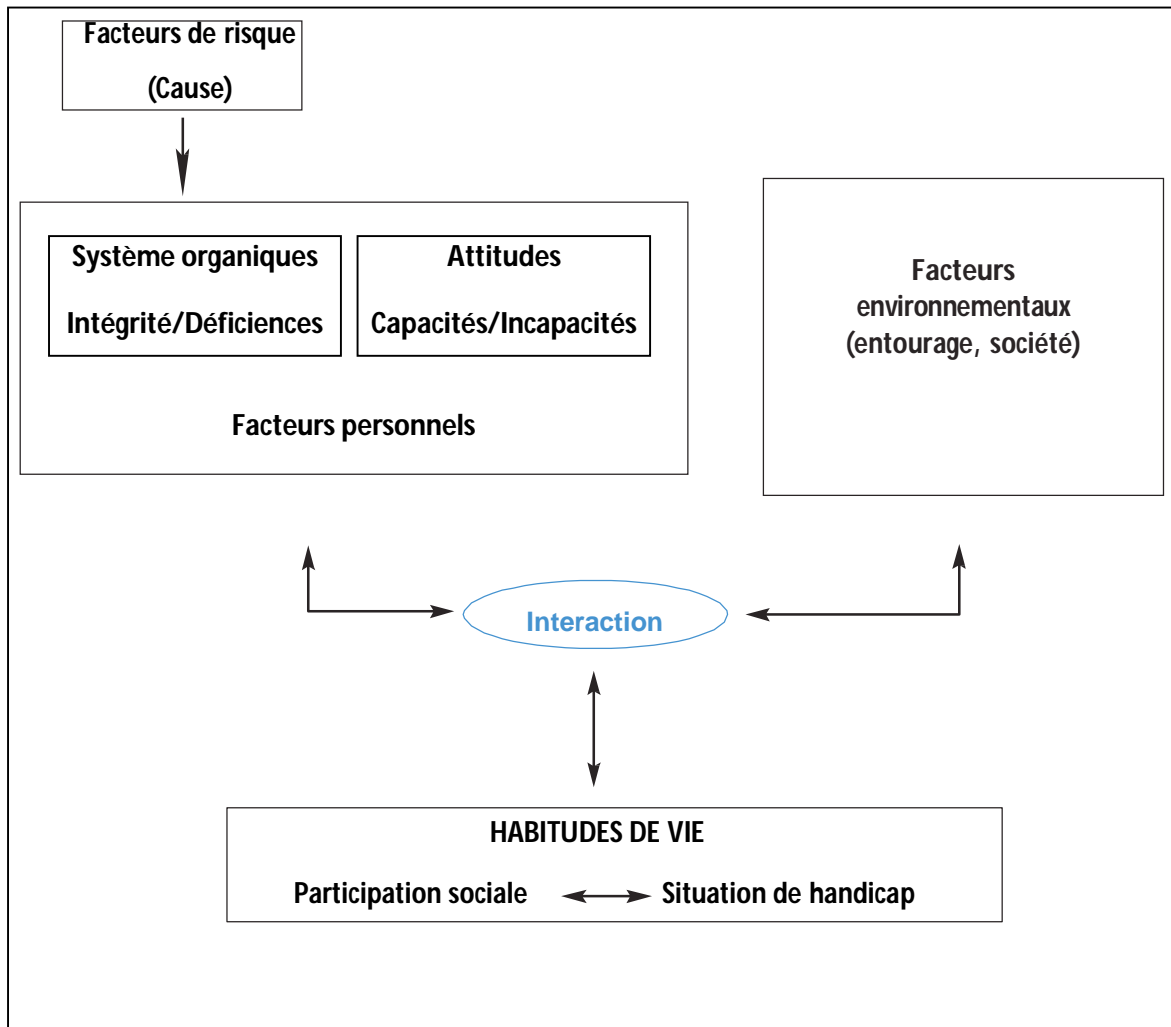 Facteurs de risque
(Cause)
Système organiques
Intégrité/Déficiences
Attitudes
Capacités/Incapacités
Facteurs personnels
Facteurs
environnementaux
(entourage, société)
Interaction
HABITUDES DE VIE
Participation sociale
Situation de handicap